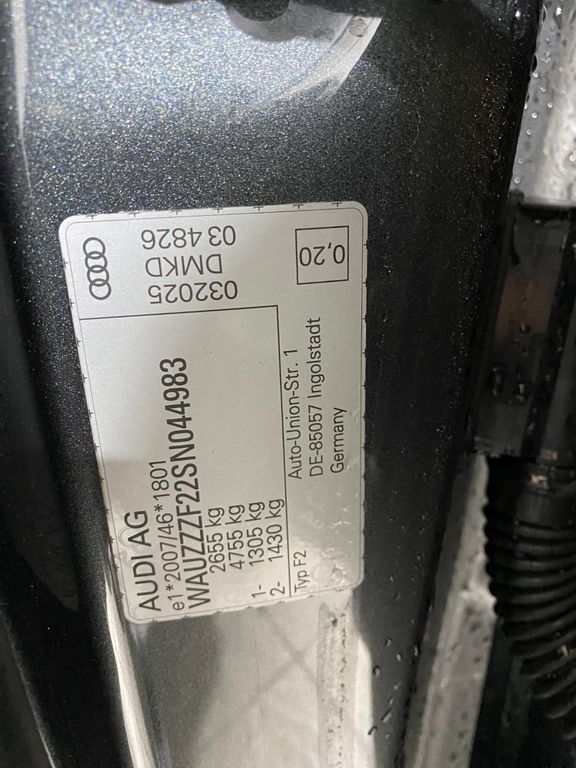 AUDI AG
e1*2007/46*1801
WAUZZZF22SN044983
2655 kg
4755 kg
1- 1305 kg
2- 1430 kg
Typ F2
032025
DMKD
03 4826
Auto-Union-Str. 1
DE-85057 Ingolstadt
Germany
0,20